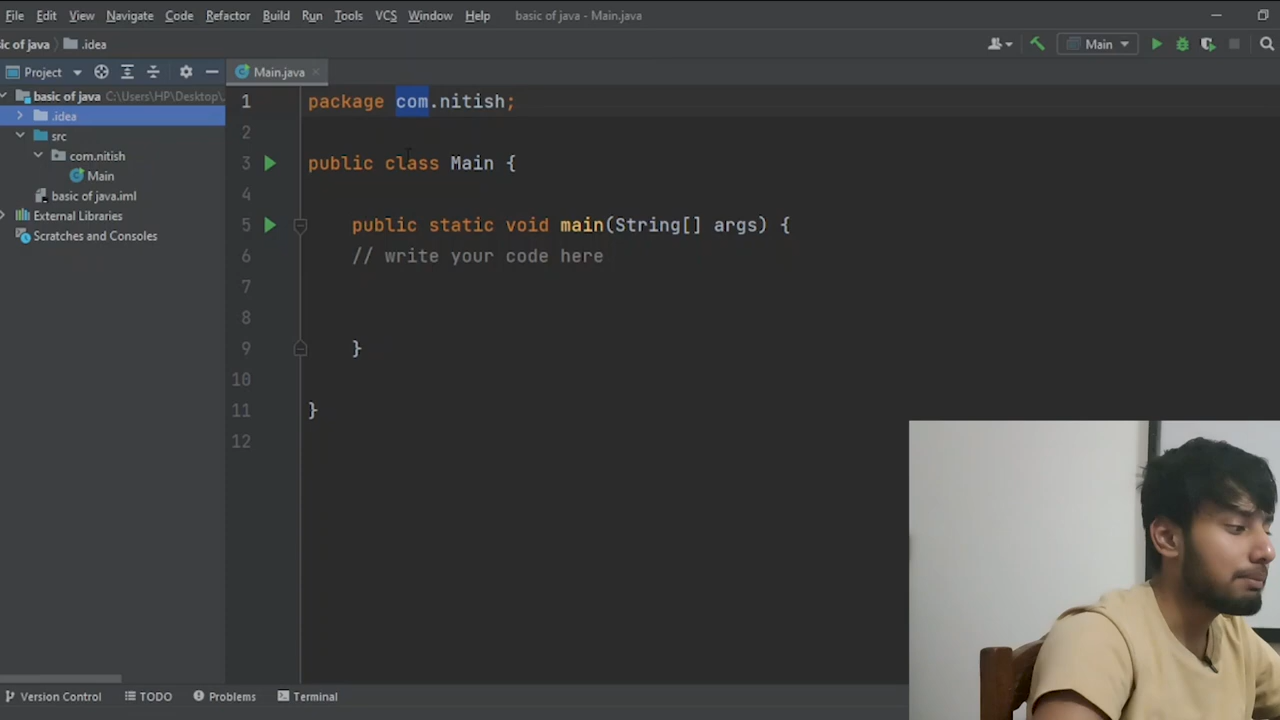 File Edit View Navigate Code Refactor Build Run Tools VCS Window Help basic of java - Main.java
ic of java .idea Main
Project Main.java
basic of java C:\Users\HP\Desktop\
.idea
src
com.nitish
Main
basic of java.iml
External Libraries
Scratches and Consoles
1 package com.nitish;
2
3 public class Main {
4
5 public static void main(String[] args) {
6 // write your code here
7
8
9 }
10
11 }
12
Version Control TODO Problems Terminal